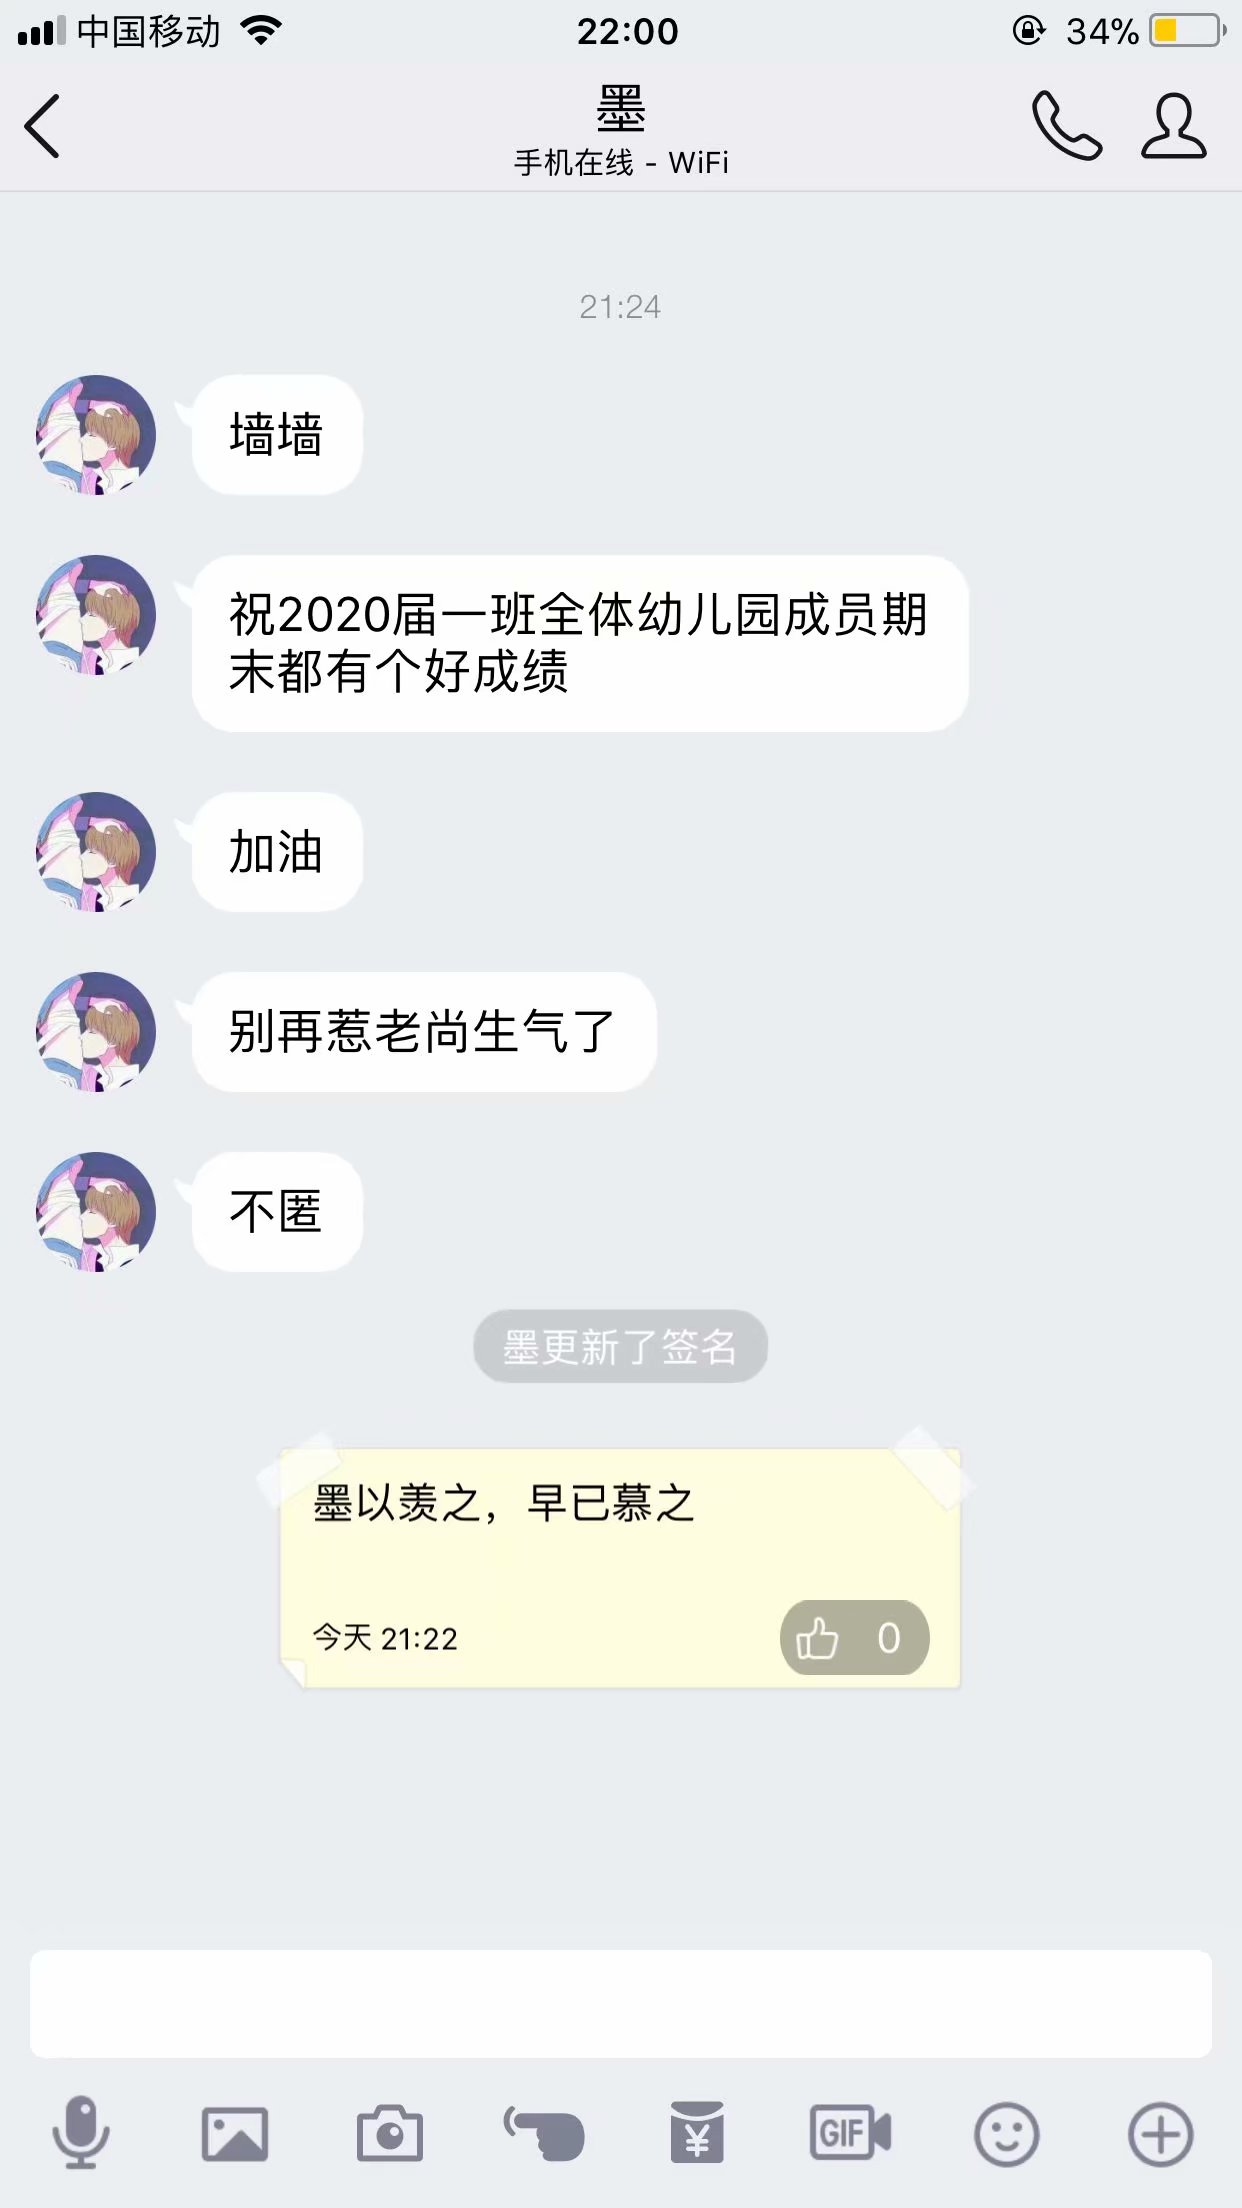 中国移动
22:00
34%
墨
手机在线 - WiFi
21:24
墙墙
祝2020届一班全体幼儿园成员期
末都有个好成绩
加油
别再惹老尚生气了
不匿
墨更新了签名
墨以羡之，早已慕之
今天 21:22
0
GIF